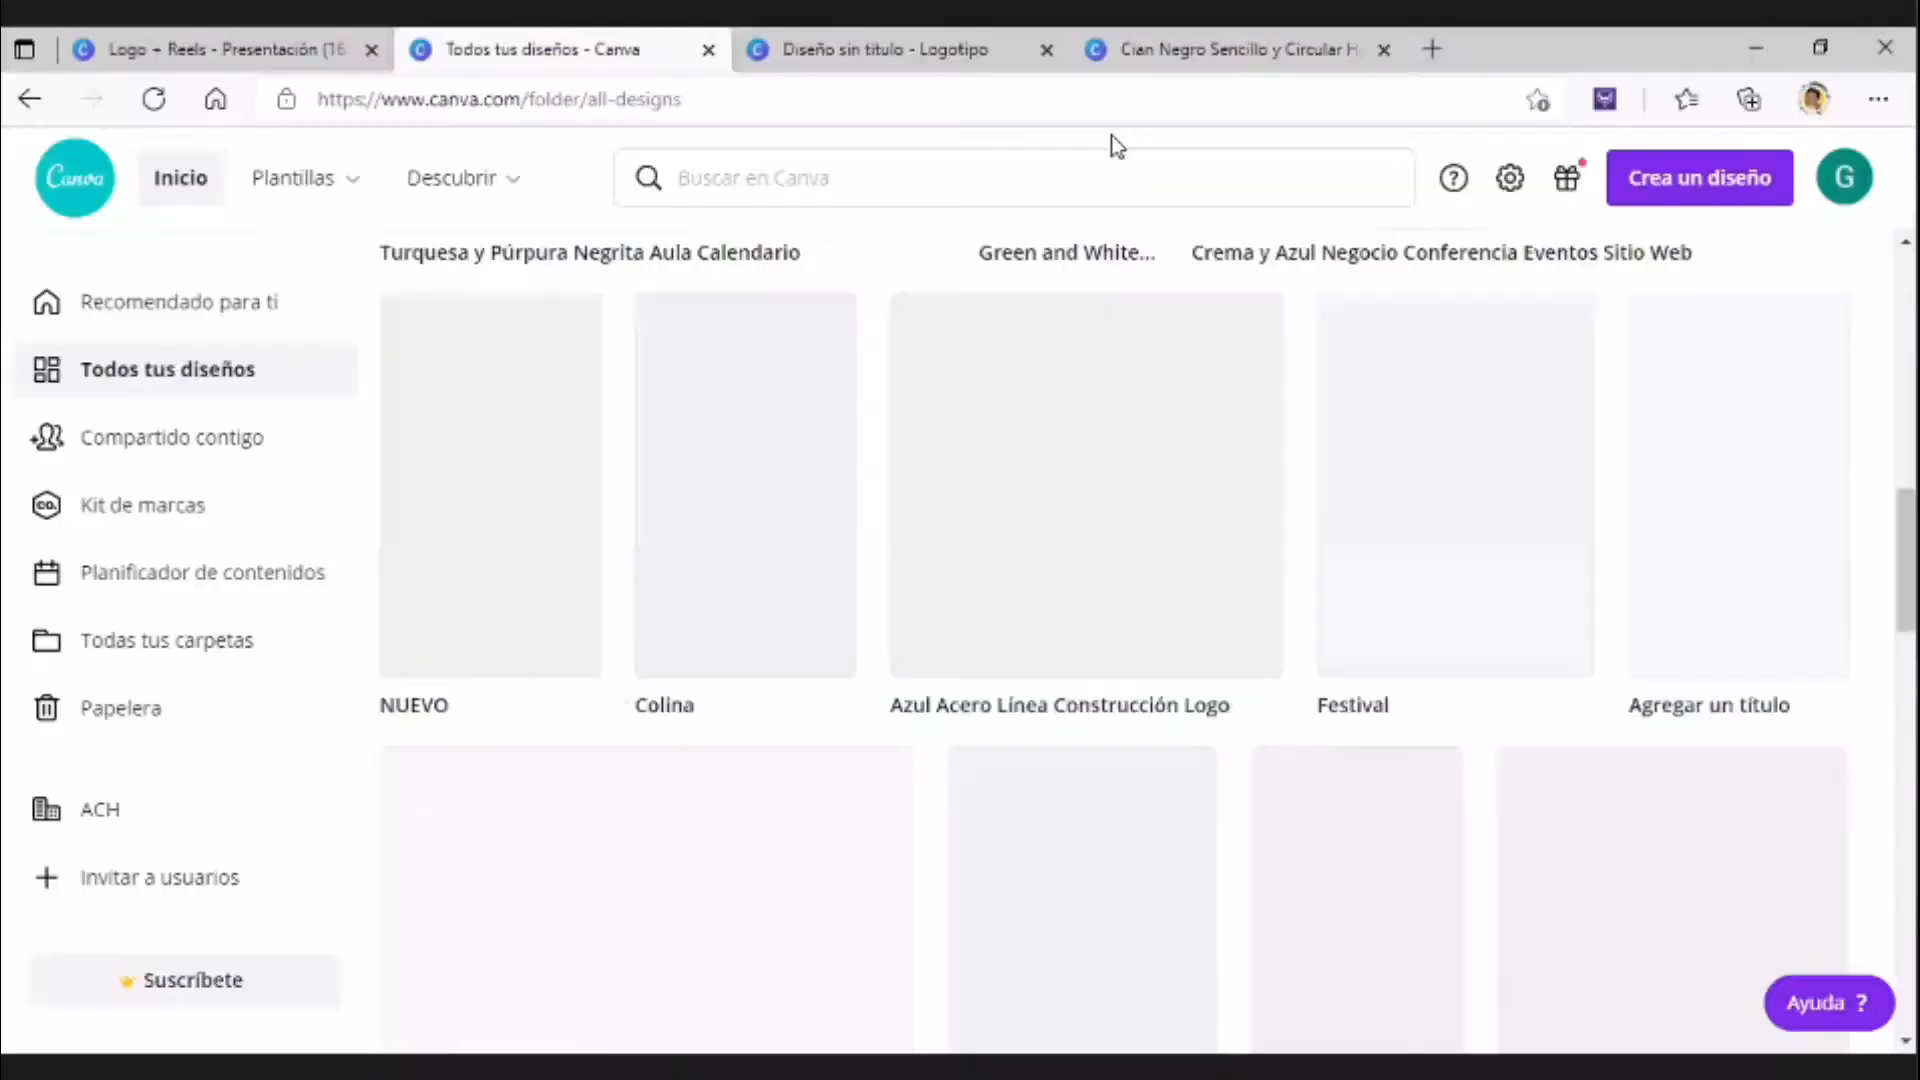 Logo - Reels - Presentación (16
Todos tus diseños - Canva
Diseño sin título - Logotipo
Cian Negro Sencillo y Circular H
https://www.canva.com/folder/all-designs
Canva
Inicio
Plantillas
Descubrir
Buscar en Canva
Crea un diseño
G
Turquesa y Púrpura Negrita Aula Calendario
Green and White...
Crema y Azul Negocio Conferencia Eventos Sitio Web
Recomendado para ti
Todos tus diseños
Compartido contigo
CO.
Kit de marcas
Planificador de contenidos
Todas tus carpetas
Papelera
NUEVO
Colina
Azul Acero Línea Construcción Logo
Festival
Agregar un título
ACH
Invitar a usuarios
Suscríbete
Ayuda ?